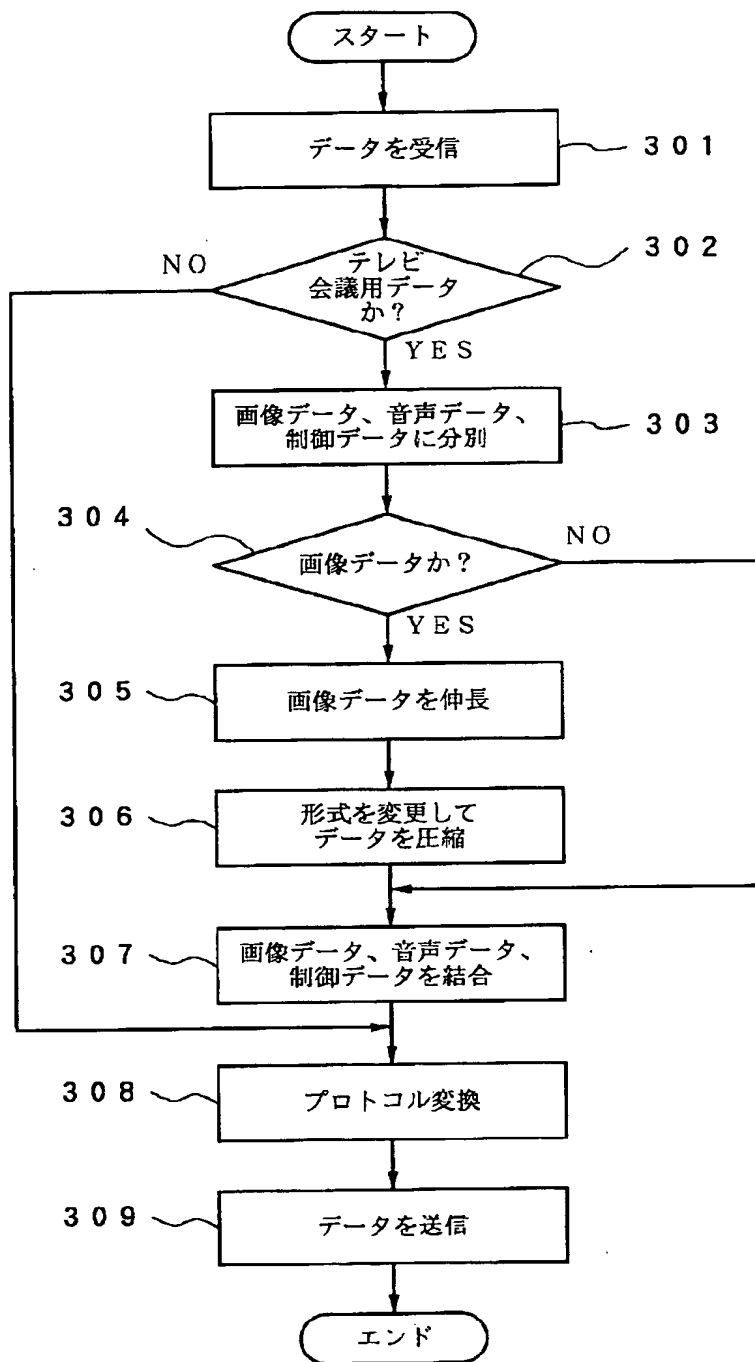 スタート
データを受信
301
テレビ
会議用データ
か?
302
NO
YES
画像データ、音声データ、
制御データに分別
303
304
画像データか?
NO
YES
305
画像データを伸長
306
形式を変更して
データを圧縮
307
画像データ、音声データ、
制御データを結合
308
プロトコル変換
309
データを送信
エンド